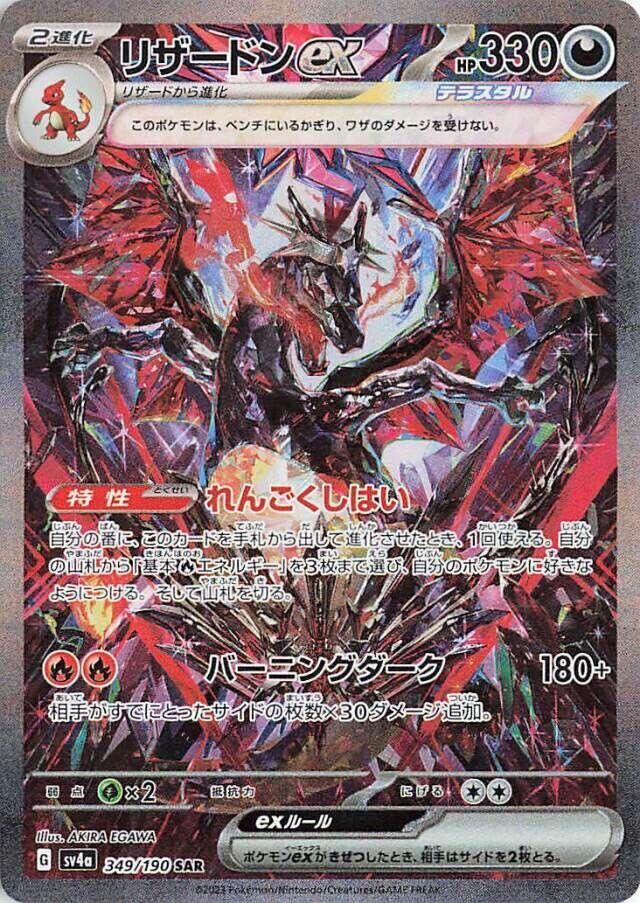 2進化
リザードンex
HP330
リザードから進化
テラスタル
このポケモンは、ベンチにいるかぎり、ワザのダメージを受けない。
特性 れんごくしはい
自分の番に、このカードを手札から出して進化させたとき、1回使える。自分
の山札から「基本エネルギー」を3枚まで選び、自分のポケモンに好きな
ようにつける。そして山札を切る。
バーニングダーク 180+
相手がすでにとったサイドの枚数×30ダメージ追加。
弱点 ×2 抵抗力 にげる
Illus. AKIRA EGAWA
exルール
G sv4a 349/190 SAR
ポケモンexがきぜつしたとき、相手はサイドを2枚とる。
©2023 Pokémon/Nintendo/Creatures/GAME FREAK